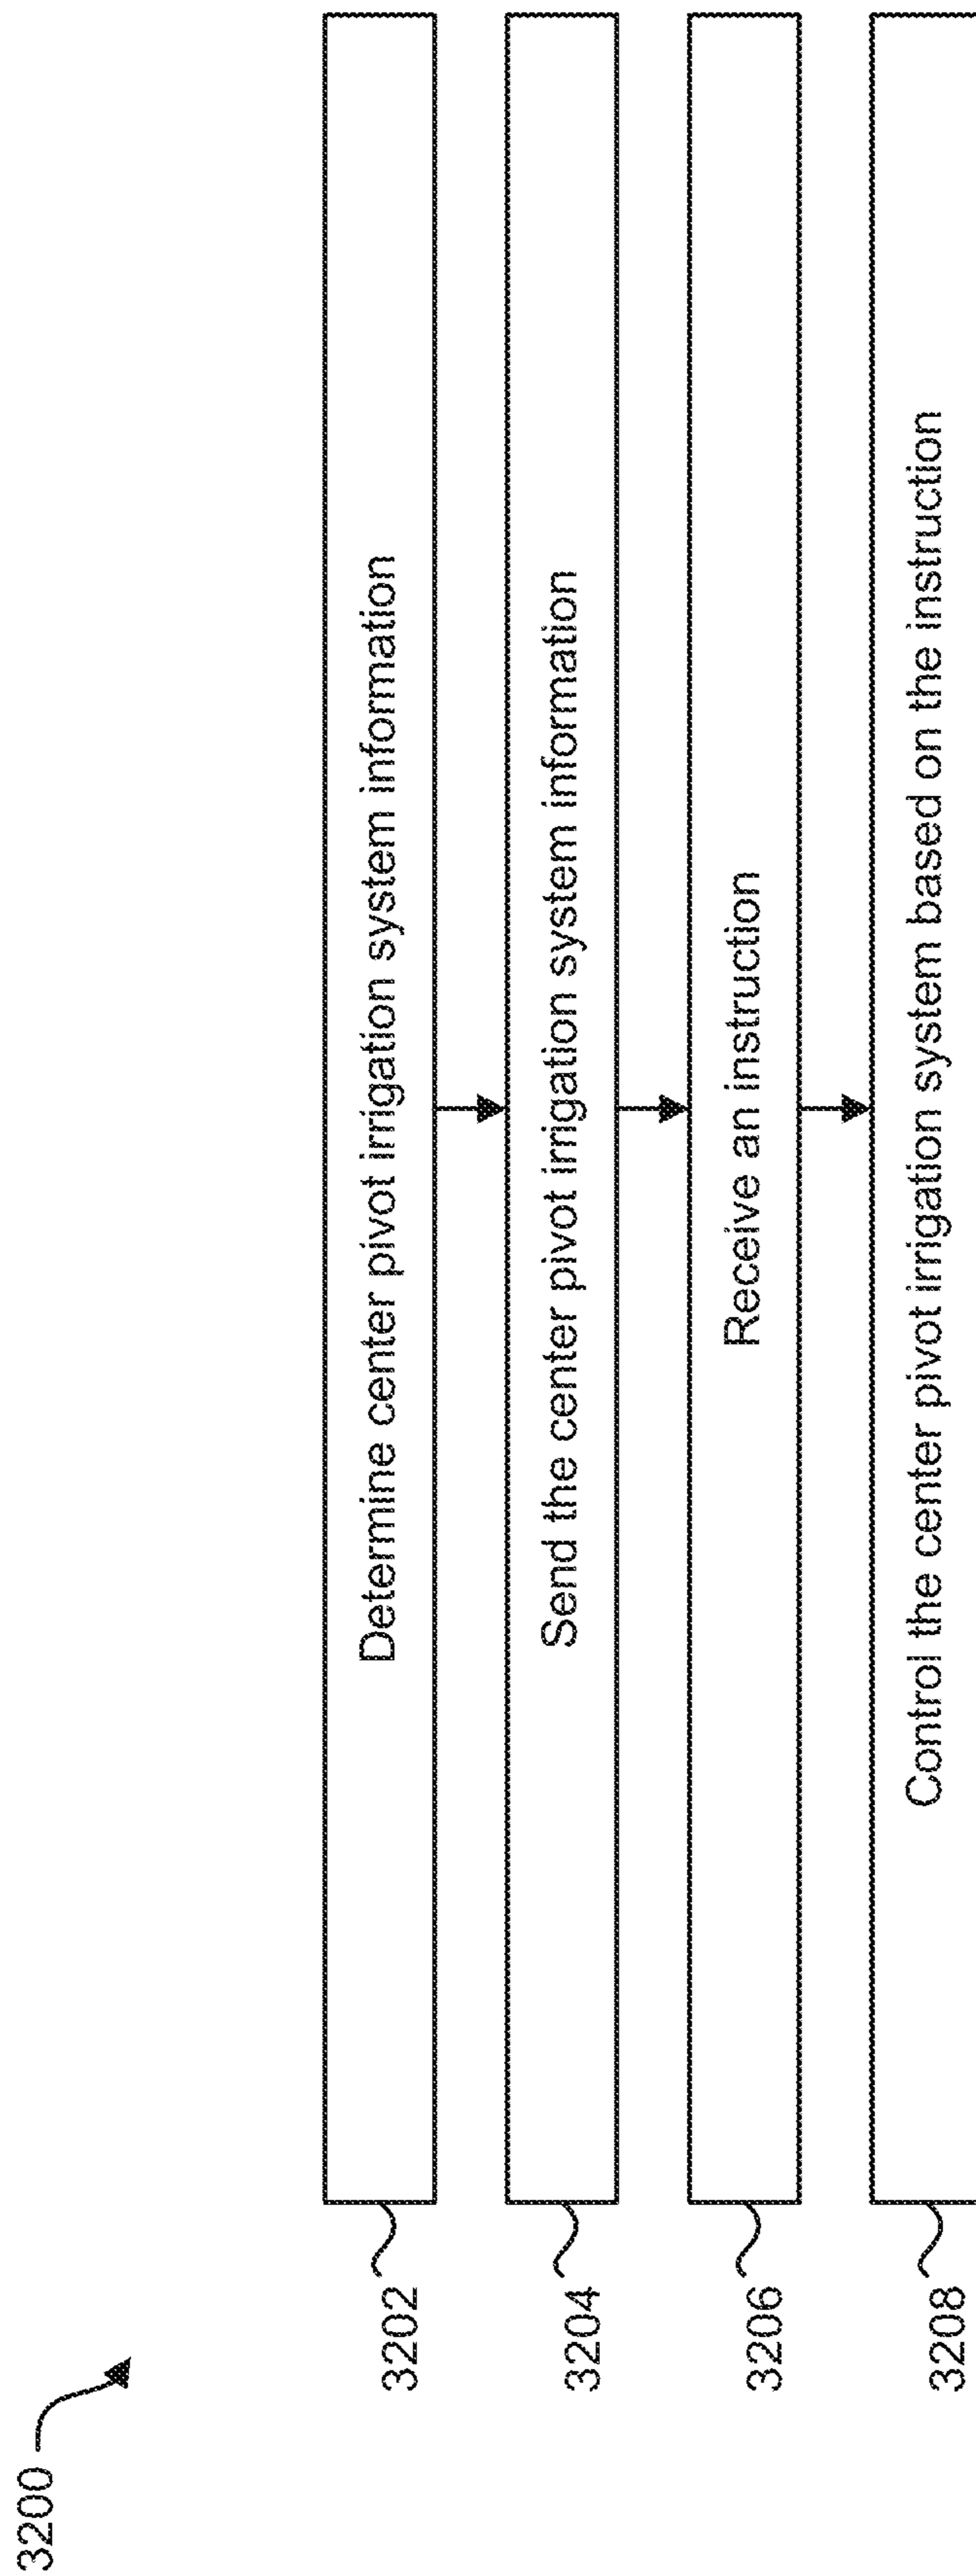 3200
3202
Determine center pivot irrigation system information
3204
Send the center pivot irrigation system information
3206
Receive an instruction
3208
Control the center pivot irrigation system based on the instruction